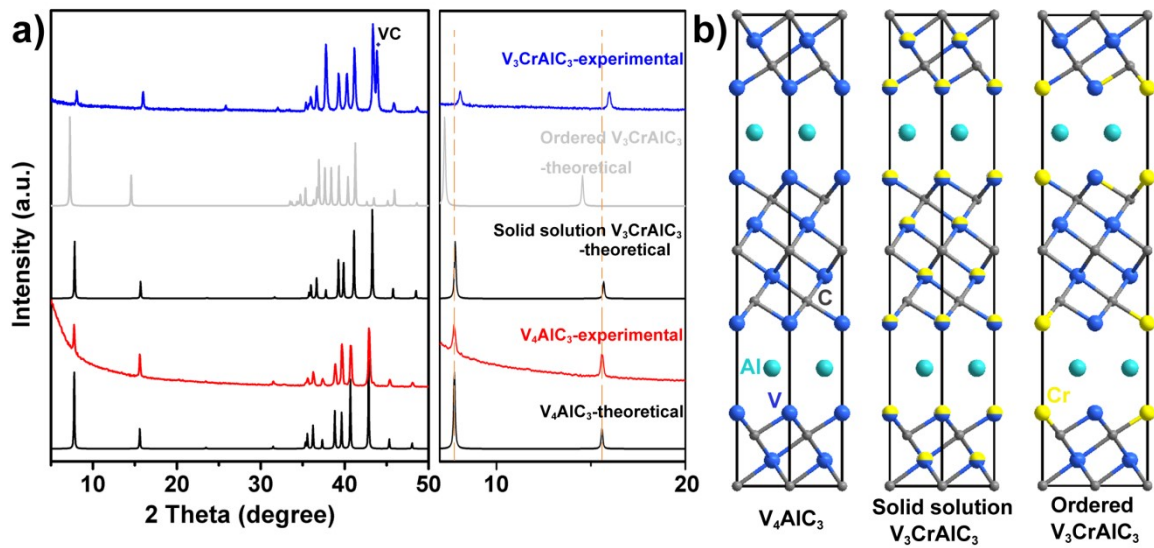 a)
VC
*
V₃CrAlC₃-experimental
Ordered V₃CrAlC₃
-theoretical
Solid solution V₃CrAlC₃
-theoretical
V₄AlC₃-experimental
V₄AlC₃-theoretical
Intensity (a.u.)
10 20 30 40 50
10 20
2 Theta (degree)
b)
C
Al
V
Cr
V₄AlC₃
Solid solution
V₃CrAlC₃
Ordered
V₃CrAlC₃